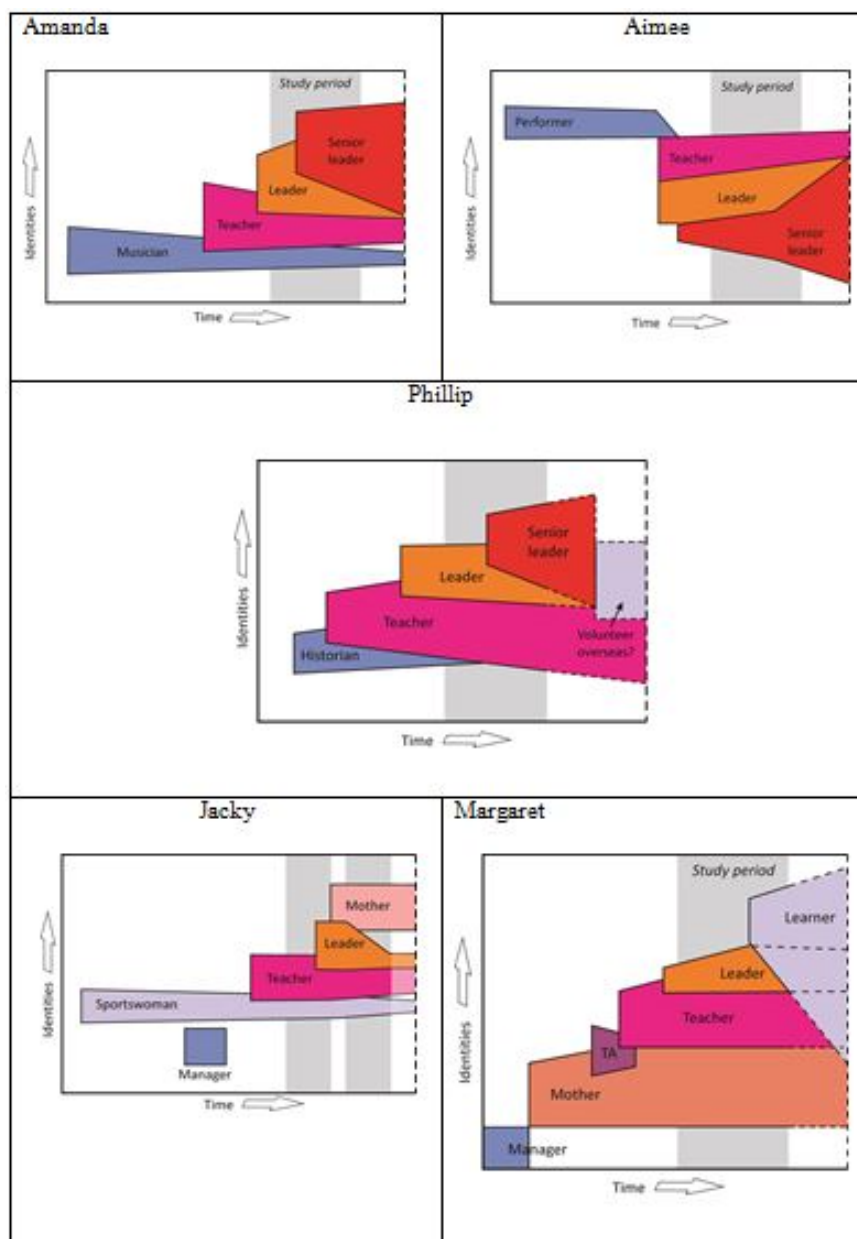 Amanda
Study period
Senior
leader
Leader
Teacher
Musician
Identities
Time
Aimee
Study period
Performer
Teacher
Leader
Senior
leader
Identities
Time
Phillip
Senior
leader
Leader
Teacher
Volunteer
overseas?
Historian
Identities
Time
Jacky
Mother
Leader
Teacher
Sportswoman
Manager
Identities
Time
Margaret
Study period
Learner
Leader
Teacher
TA
Mother
Manager
Identities
Time